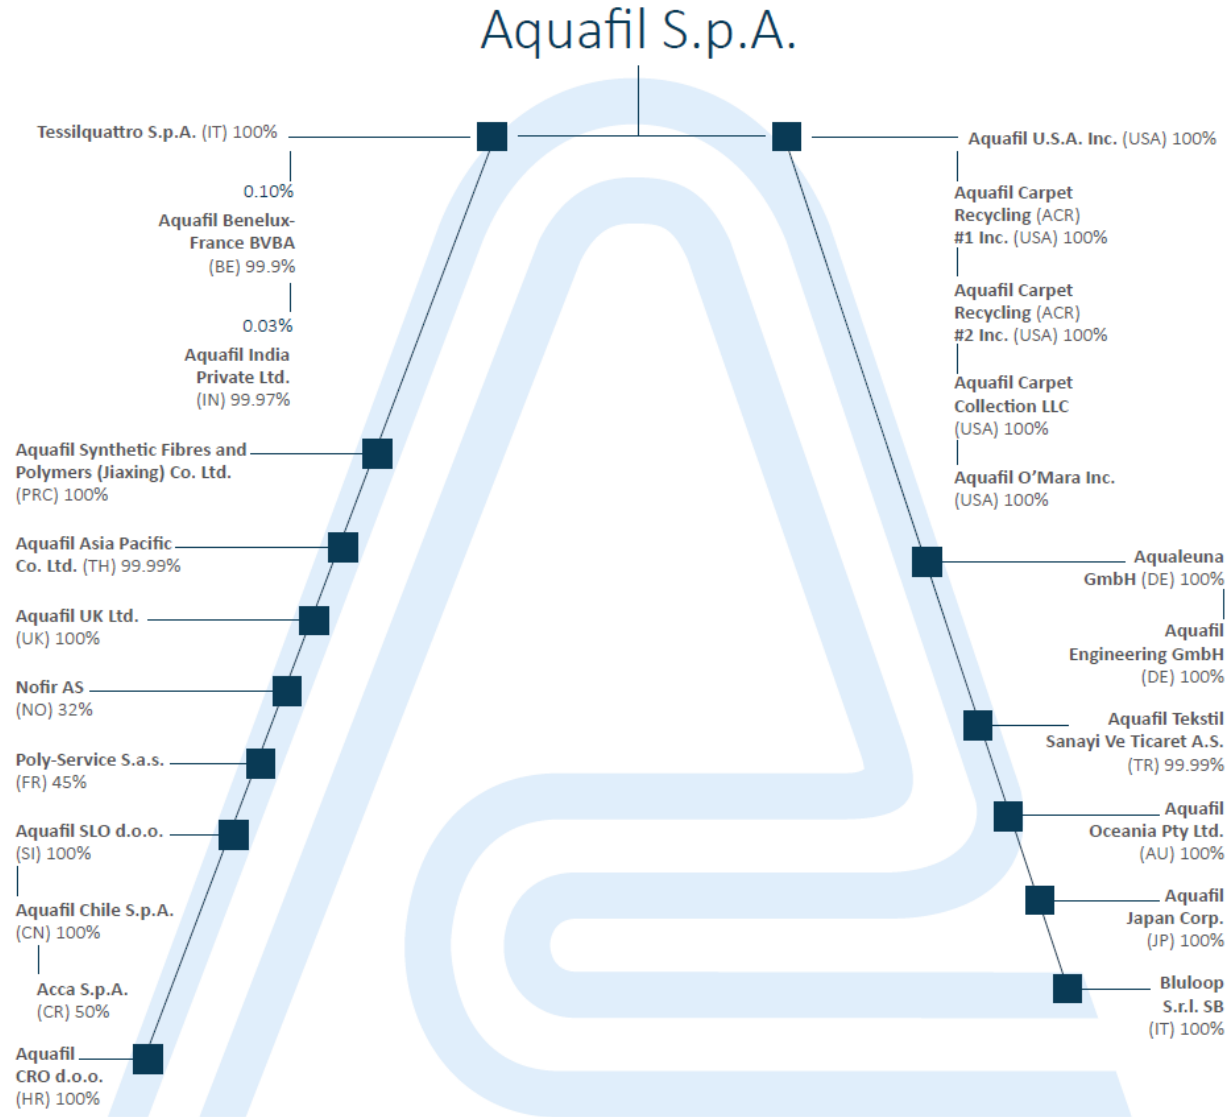 Aquafil S.p.A.
Tessilquattro S.p.A. (IT) 100%
0.10%
Aquafil Benelux-
France BVBA
(BE) 99.9%
0.03%
Aquafil India
Private Ltd.
(IN) 99.97%
Aquafil Synthetic Fibres and
Polymers (Jiaxing) Co. Ltd.
(PRC) 100%
Aquafil Asia Pacific
Co. Ltd. (TH) 99.99%
Aquafil UK Ltd.
(UK) 100%
Nofir AS
(NO) 32%
Poly-Service S.a.s.
(FR) 45%
Aquafil SLO d.o.o.
(SI) 100%
Aquafil Chile S.p.A.
(CN) 100%
Acca S.p.A.
(CR) 50%
Aquafil
CRO d.o.o.
(HR) 100%
Aquafil U.S.A. Inc. (USA) 100%
Aquafil Carpet
Recycling (ACR)
#1 Inc. (USA) 100%
Aquafil Carpet
Recycling (ACR)
#2 Inc. (USA) 100%
Aquafil Carpet
Collection LLC
(USA) 100%
Aquafil O’Mara Inc.
(USA) 100%
Aqualeuna
GmbH (DE) 100%
Aquafil
Engineering GmbH
(DE) 100%
Aquafil Tekstil
Sanayi Ve Ticaret A.S.
(TR) 99.99%
Aquafil
Oceania Pty Ltd.
(AU) 100%
Aquafil
Japan Corp.
(JP) 100%
Bluloop
S.r.l. SB
(IT) 100%